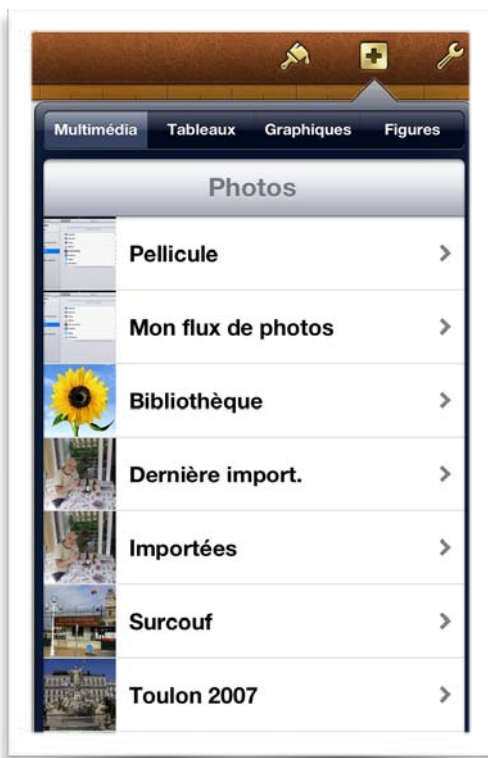 Multimédia Tableaux Graphiques Figures
Photos
Pellicule
Mon flux de photos
Bibliothèque
Dernière import.
Importées
Surcouf
Toulon 2007